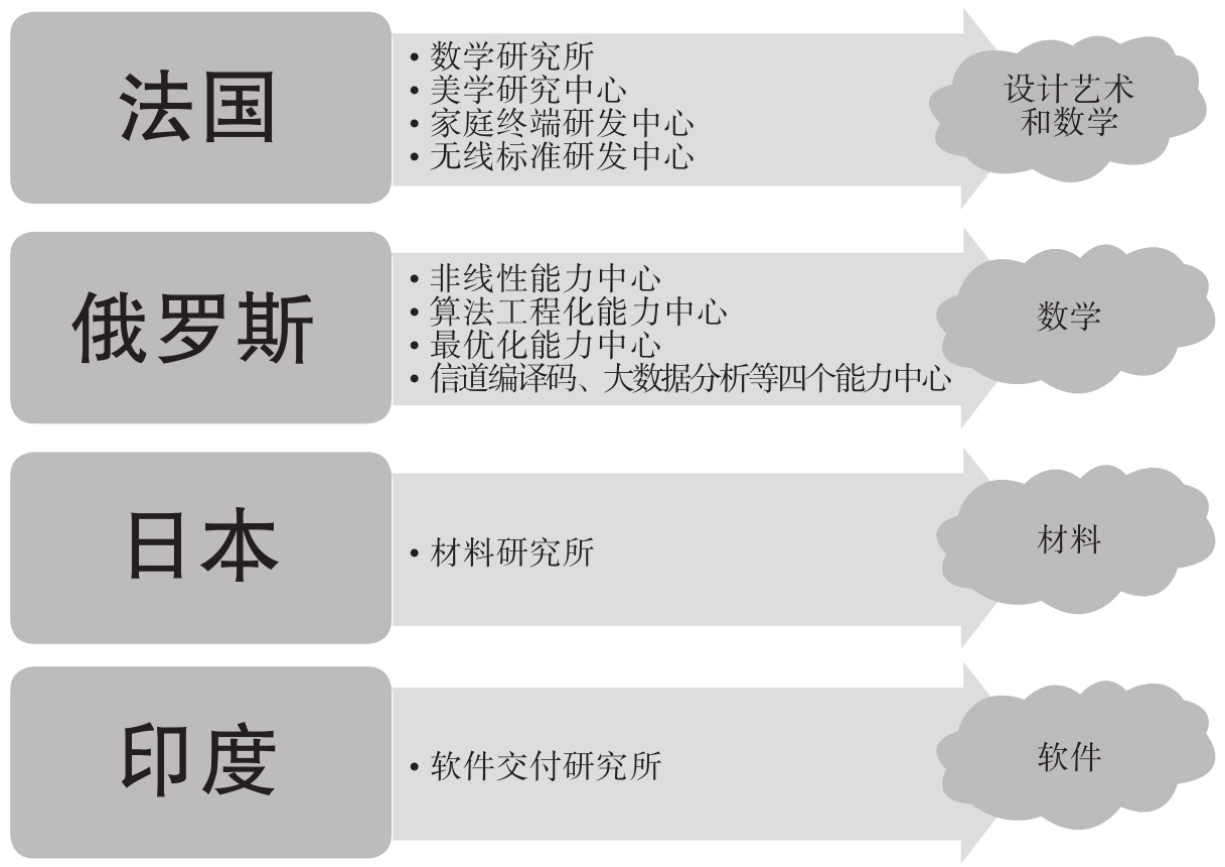 法国
• 数学研究所
• 美学研究中心
• 家庭终端研发中心
• 无线标准研发中心
设计艺术
和数学
俄罗斯
• 非线性能力中心
• 算法工程化能力中心
• 最优化能力中心
• 信道编译码、大数据分析等四个能力中心
数学
日本
• 材料研究所
材料
印度
• 软件交付研究所
软件